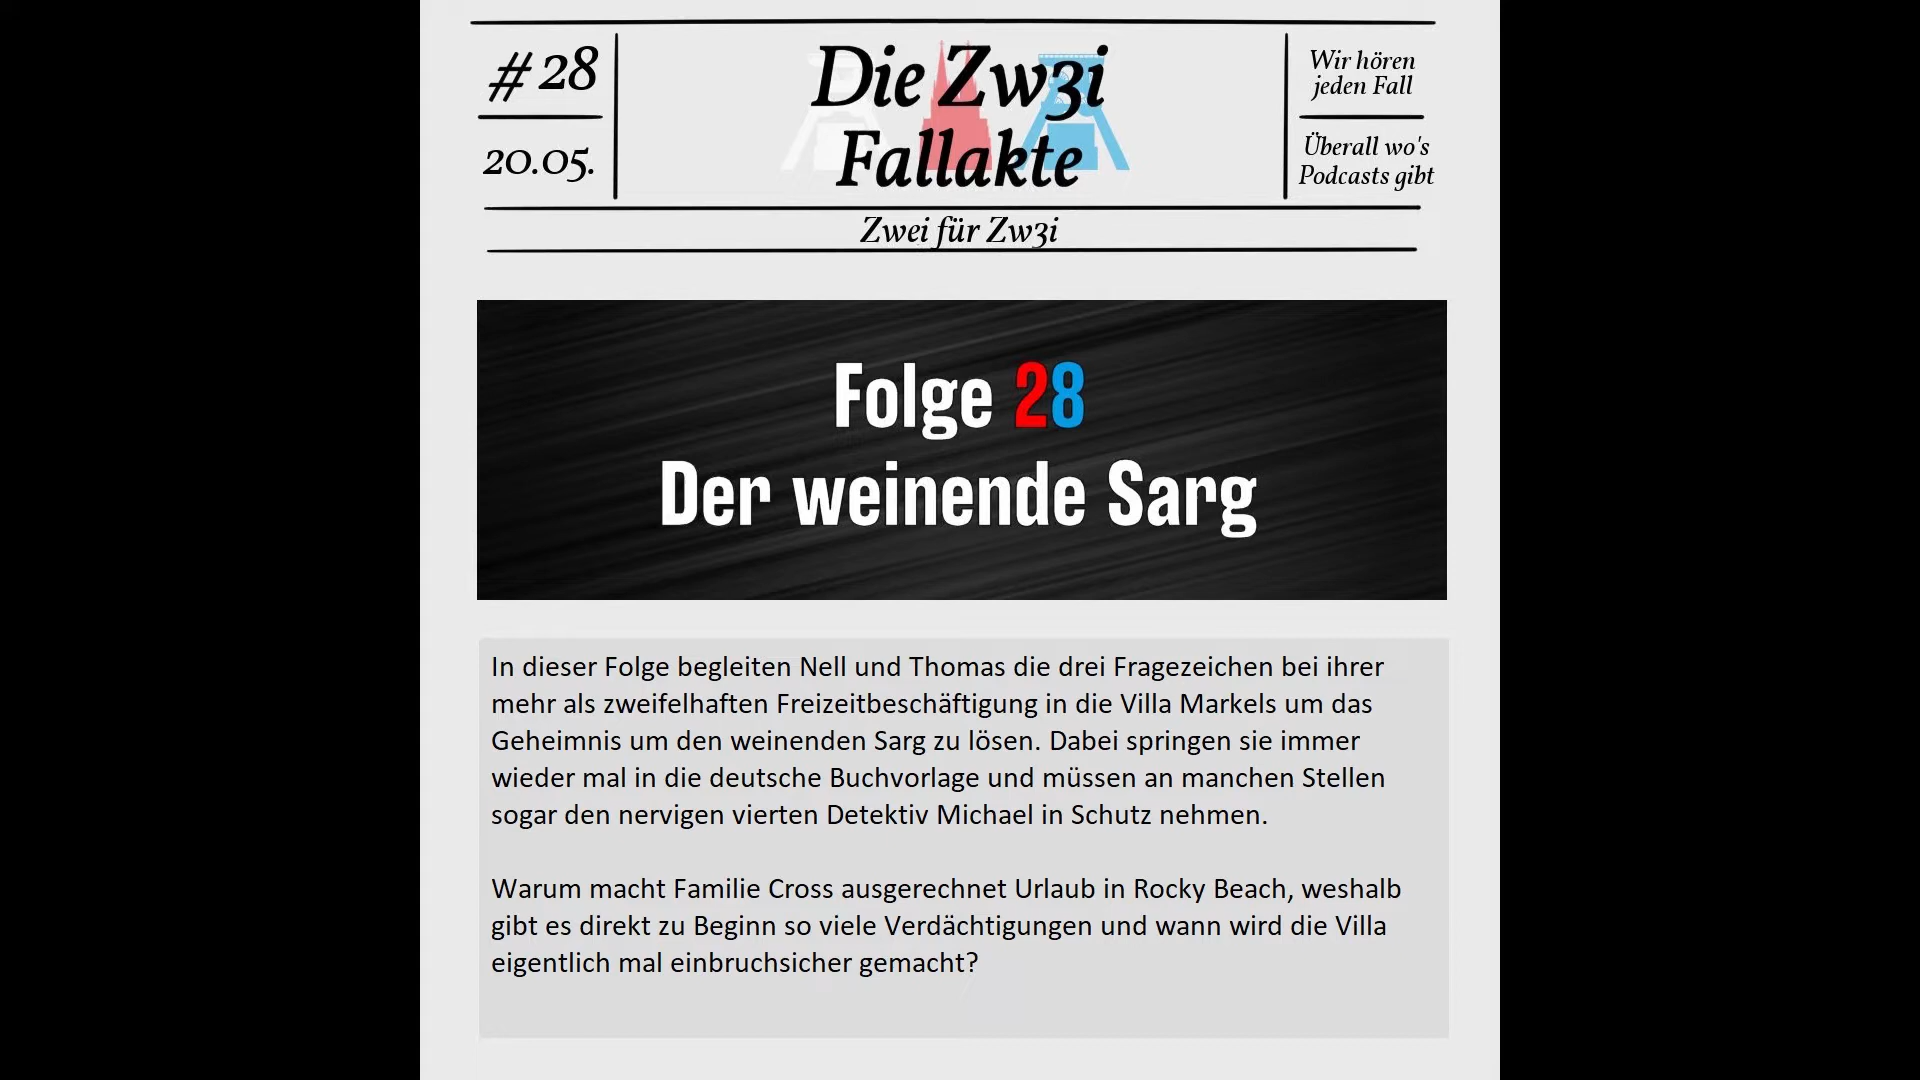 # 28
20.05.
Die Zw3i
Fallakte
Wir hören
jeden Fall
Überall wo's
Podcasts gibt
Zwei für Zw3i
Folge 28
Der weinende Sarg
In dieser Folge begleiten Nell und Thomas die drei Fragezeichen bei ihrer
mehr als zweifelhaften Freizeitbeschäftigung in die Villa Markels um das
Geheimnis um den weinenden Sarg zu lösen. Dabei springen sie immer
wieder mal in die deutsche Buchvorlage und müssen an manchen Stellen
sogar den nervigen vierten Detektiv Michael in Schutz nehmen.
Warum macht Familie Cross ausgerechnet Urlaub in Rocky Beach, weshalb
gibt es direkt zu Beginn so viele Verdächtigungen und wann wird die Villa
eigentlich mal einbruchsicher gemacht?